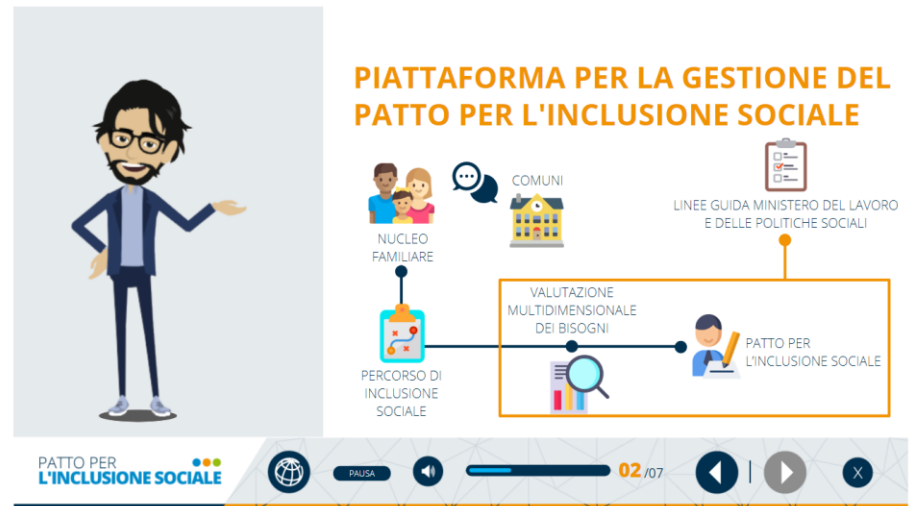 PIATTAFORMA PER LA GESTIONE DEL
PATTO PER L'INCLUSIONE SOCIALE
COMUNI
NUCLEO
FAMILIARE
LINEE GUIDA MINISTERO DEL LAVORO
E DELLE POLITICHE SOCIALI
VALUTAZIONE
MULTIDIMENSIONALE
DEI BISOGNI
PATTO PER
L'INCLUSIONE SOCIALE
PERCORSO DI
INCLUSIONE
SOCIALE
PATTO PER
L'INCLUSIONE SOCIALE
PAUSA
02 /07
X